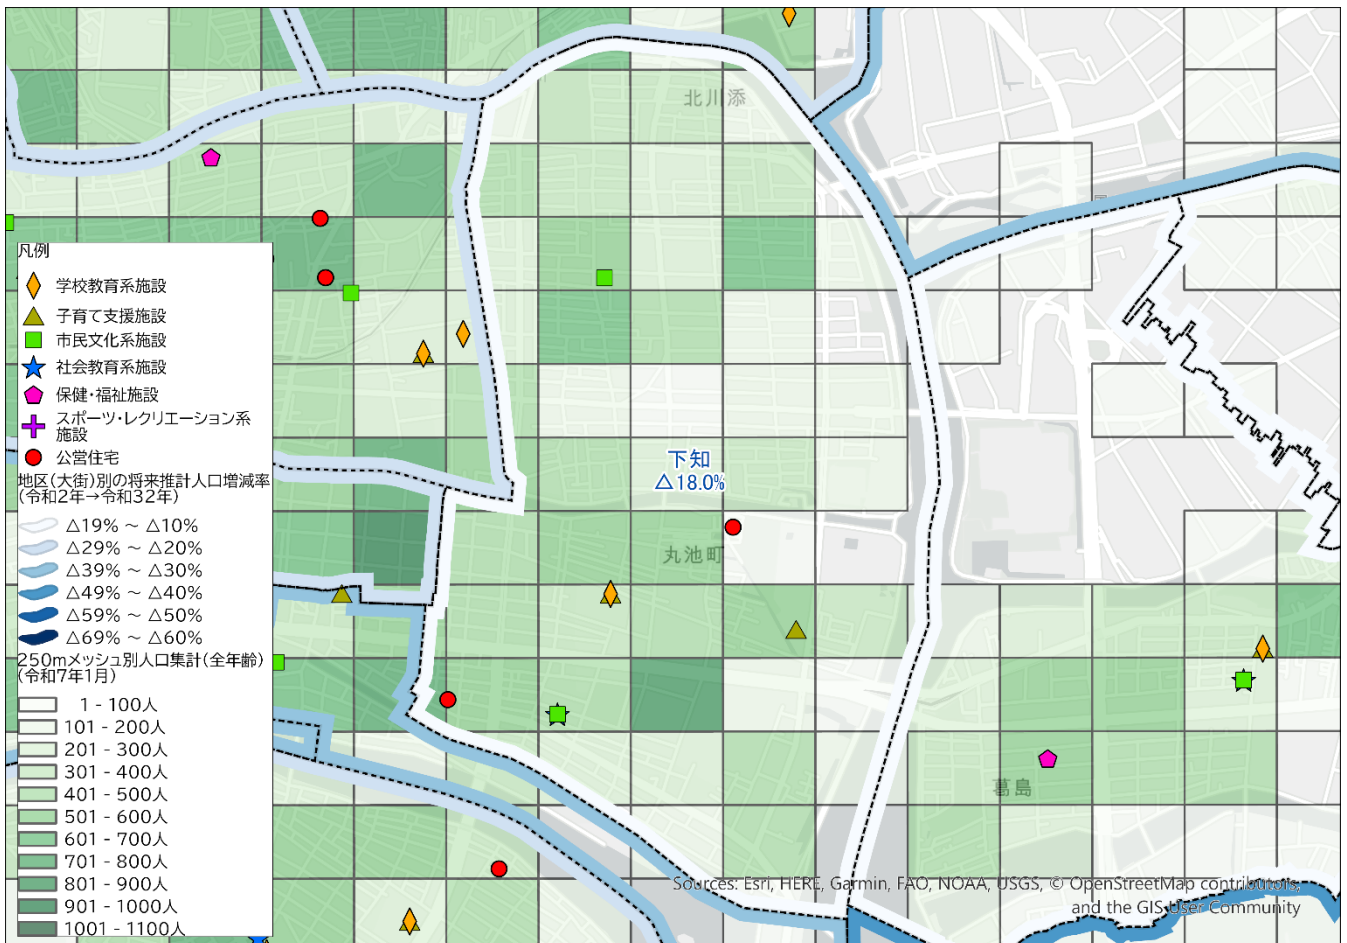 北川添
凡例
学校教育系施設
子育て支援施設
市民文化系施設
社会教育系施設
保健・福祉施設
スポーツ・レクリエーション系
施設
公営住宅
地区(大街)別の将来推計人口増減率
(令和2年→令和32年)
△19% ～ △10%
△29% ～ △20%
△39% ～ △30%
△49% ～ △40%
△59% ～ △50%
△69% ～ △60%
250mメッシュ別人口集計(全年齢)
(令和7年1月)
1 - 100人
101 - 200人
201 - 300人
301 - 400人
401 - 500人
501 - 600人
601 - 700人
701 - 800人
801 - 900人
901 - 1000人
1001 - 1100人
下知
△18.0%
丸池町
葛島
Sources: Esri, HERE, Garmin, FAO, NOAA, USGS, © OpenStreetMap contributors,
and the GIS User Community